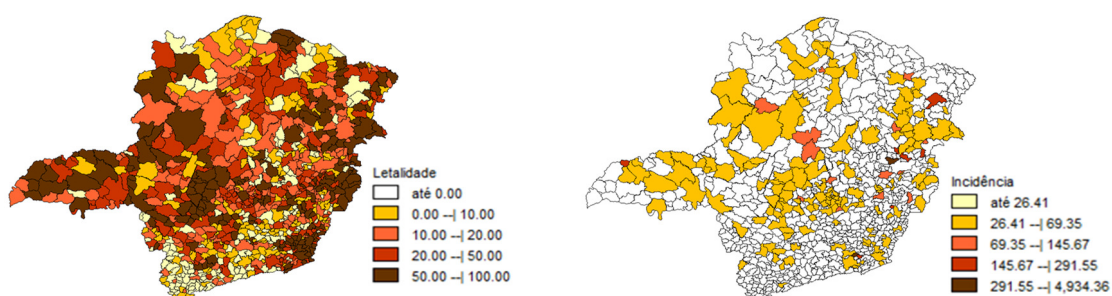 Letalidade
até 0.00
0.00 --| 10.00
10.00 --| 20.00
20.00 --| 50.00
50.00 --| 100.00
Incidência
até 26.41
26.41 --| 69.35
69.35 --| 145.67
145.67 --| 291.55
291.55 --| 4,934.36